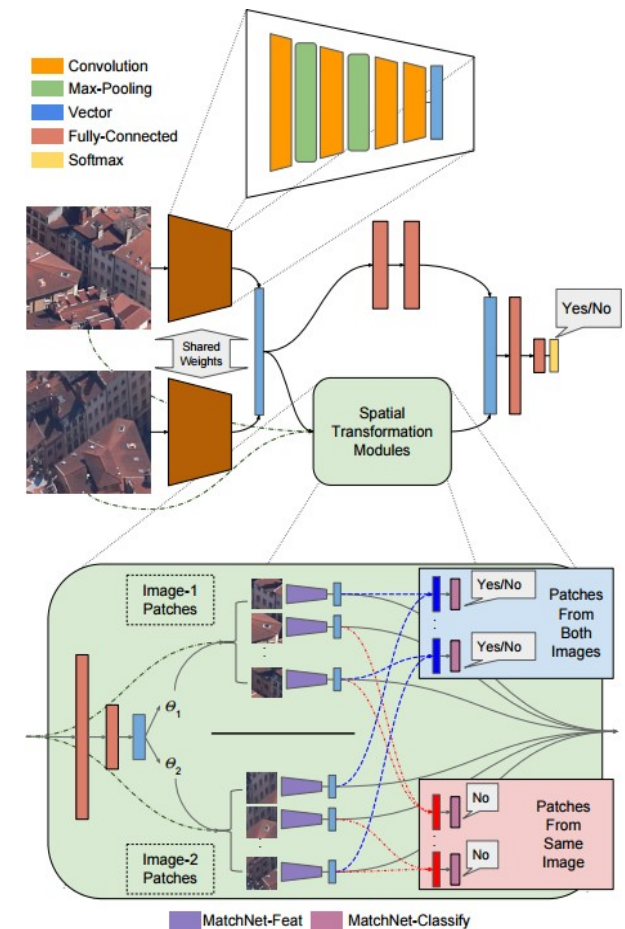 Convolution
Max-Pooling
Vector
Fully-Connected
Softmax
Shared
Weights
Yes/No
Spatial
Transformation
Modules
Image-1
Patches
Yes/No
Yes/No
Patches
From
Both
Images
θ1
θ2
Image-2
Patches
No
No
Patches
From
Same
Image
MatchNet-Feat
MatchNet-Classify